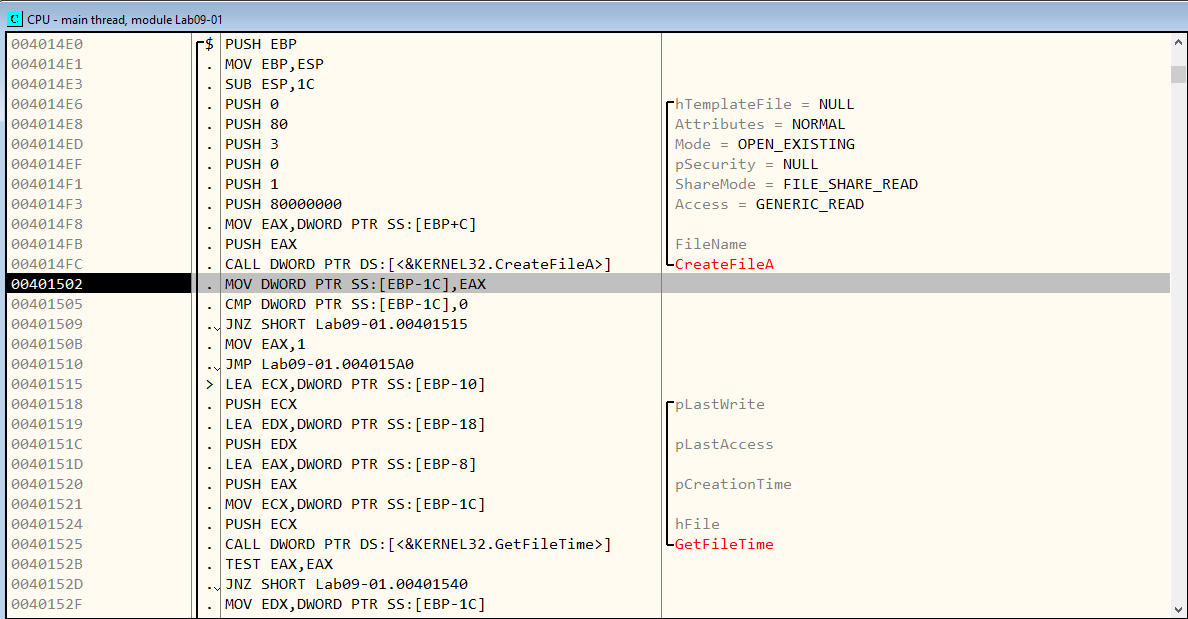 C CPU - main thread, module Lab09-01
004014E0 $ PUSH EBP
004014E1 . MOV EBP,ESP
004014E3 . SUB ESP,1C
004014E6 . PUSH 0 hTemplateFile = NULL
004014E8 . PUSH 80 Attributes = NORMAL
004014ED . PUSH 3 Mode = OPEN_EXISTING
004014EF . PUSH 0 pSecurity = NULL
004014F1 . PUSH 1 ShareMode = FILE_SHARE_READ
004014F3 . PUSH 80000000 Access = GENERIC_READ
004014F8 . MOV EAX,DWORD PTR SS:[EBP+C]
004014FB . PUSH EAX FileName
004014FC . CALL DWORD PTR DS:[<&KERNEL32.CreateFileA>] CreateFileA
00401502 . MOV DWORD PTR SS:[EBP-1C],EAX
00401505 . CMP DWORD PTR SS:[EBP-1C],0
00401509 . JNZ SHORT Lab09-01.00401515
0040150B . MOV EAX,1
00401510 . JMP Lab09-01.004015A0
00401515 > LEA ECX,DWORD PTR SS:[EBP-10]
00401518 . PUSH ECX pLastWrite
00401519 . LEA EDX,DWORD PTR SS:[EBP-18]
0040151C . PUSH EDX pLastAccess
0040151D . LEA EAX,DWORD PTR SS:[EBP-8]
00401520 . PUSH EAX pCreationTime
00401521 . MOV ECX,DWORD PTR SS:[EBP-1C]
00401524 . PUSH ECX hFile
00401525 . CALL DWORD PTR DS:[<&KERNEL32.GetFileTime>] GetFileTime
0040152B . TEST EAX,EAX
0040152D . JNZ SHORT Lab09-01.00401540
0040152F . MOV EDX,DWORD PTR SS:[EBP-1C]